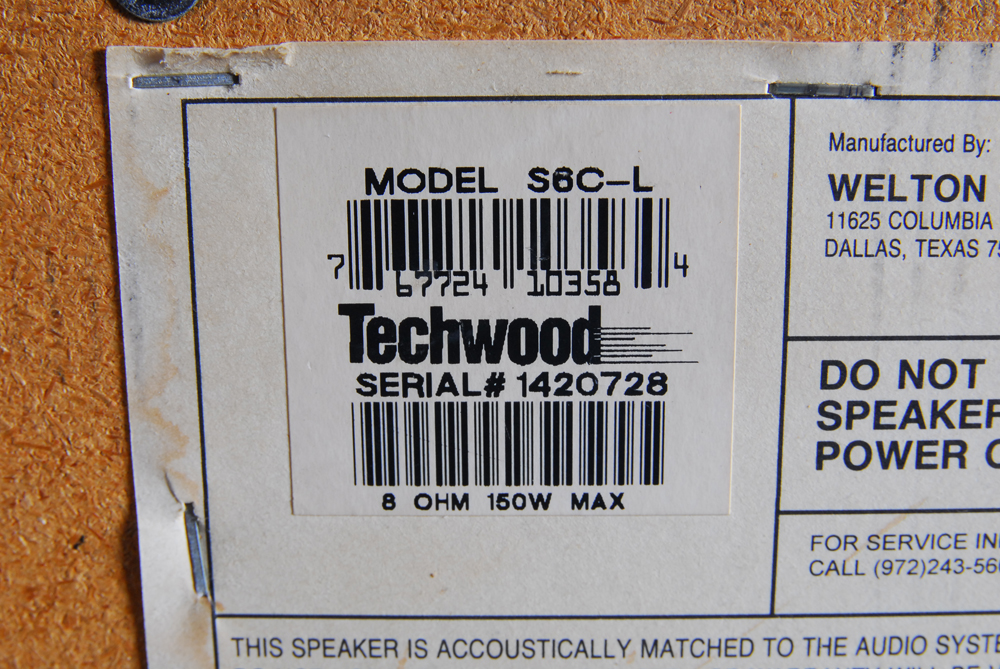 MODEL S6C-L
7 67724 10358 4
Techwood
SERIAL# 1420728
8 OHM 150W MAX
Manufactured By:
WELTON
11625 COLUMBIA
DALLAS, TEXAS 75
DO NOT
SPEAKER
POWER
FOR SERVICE IN
CALL (972)243-56
THIS SPEAKER IS ACCOUSTICALLY MATCHED TO THE AUDIO SYSTE